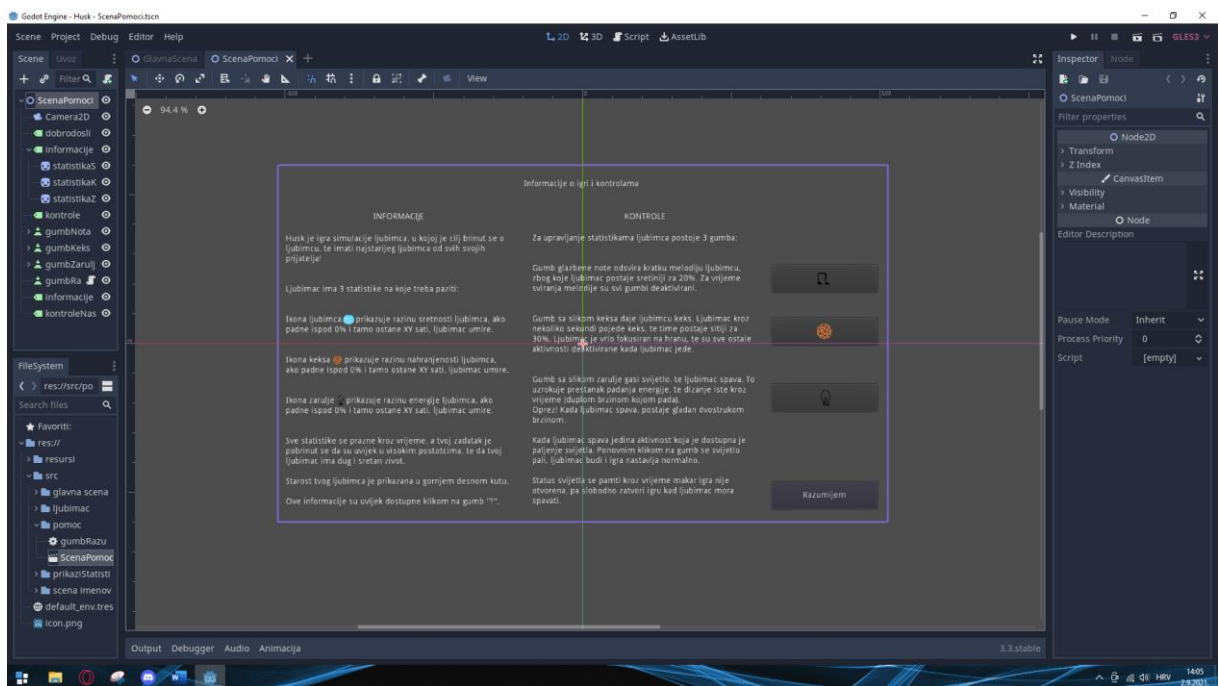 Godot Engine - Husk - ScenaPomoci.tscn
Scene Project Debug Editor Help
2D 3D Script AssetLib
GLES3
Scene Uvoz
GlavnaScena ScenaPomoci
Inspector Node
Filter
View
ScenaPomoci
94.4 %
-500
0
500
ScenaPomoci
Camera2D
dobrodosli
informacije
statistikaS
statistikaK
statistikaZ
kontrole
gumbNota
gumbKeks
gumbZarulj
gumbRa
informacije
kontroleNas
Filter properties
Node2D
Transform
Z Index
CanvasItem
Visibility
Material
Node
Editor Description
Pause Mode Inherit
Process Priority 0
Script [empty]
Informacije o igri i kontrolama
INFORMACIJE
Husk je igra simulacije ljubimca, u kojoj je cilj brinut se o
ljubimcu, te imati najstarijeg ljubimca od svih svojih
prijatelja!
Ljubimac ima 3 statistike na koje treba paziti:
Ikona ljubimca prikazuje razinu sretnosti ljubimca, ako
padne ispod 0% i tamo ostane XY sati, ljubimac umire.
Ikona keksa prikazuje razinu nahranjenosti ljubimca,
ako padne ispod 0% i tamo ostane XY sati, ljubimac umire.
Ikona zarulje prikazuje razinu energije ljubimca, ako
padne ispod 0% i tamo ostane XY sati, ljubimac umire.
Sve statistike se prazne kroz vrijeme, a tvoj zadatak je
pobrinut se da su uvijek u visokim postotcima, te da tvoj
ljubimac ima dug i sretan zivot.
Starost tvog ljubimca je prikazana u gornjem desnom kutu.
Ove informacije su uvijek dostupne klikom na gumb "?".
KONTROLE
Za upravljanje statistikama ljubimca postoje 3 gumba:
Gumb glazbene note odsvira kratku melodiju ljubimcu,
zbog koje ljubimac postaje sretiniji za 20%. Za vrijeme
sviranja melodije su svi gumbi deaktivirani.
Gumb sa slikom keksa daje ljubimcu keks. Ljubimac kroz
nekoliko sekundi pojede keks, te time postaje sitiji za
30%. Ljubimac je vrlo fokusiran na hranu, te su sve ostale
aktivnosti deaktivirane kada ljubimac jede.
Gumb sa slikom zarulje gasi svijetlo, te ljubimac spava. To
uzrokuje prestanak padanja energije, te dizanje iste kroz
vrijeme (duplom brzinom kojom pada).
Oprez! Kada ljubimac spava, postaje gladan dvostrukom
brzinom.
Kada ljubimac spava jedina aktivnost koja je dostupna je
paljenje svijetla. Ponovnim klikom na gumb se svijetlo
pali, ljubimac budi i igra nastavlja normalno.
Status svijetla se pamti kroz vrijeme makar igra nije
otvorena, pa slobodno zatvori igru kad ljubimac mora
spavati.
Razumijem
FileSystem
res://src/po
Search files
Favoriti:
res://
resursi
src
glavna scena
ljubimac
pomoc
gumbRazu
ScenaPomoc
prikaziStatisti
scena imenov
default_env.tres
icon.png
Output Debugger Audio Animacija
3.3.stable
HRV
14:05
2.9.2021.